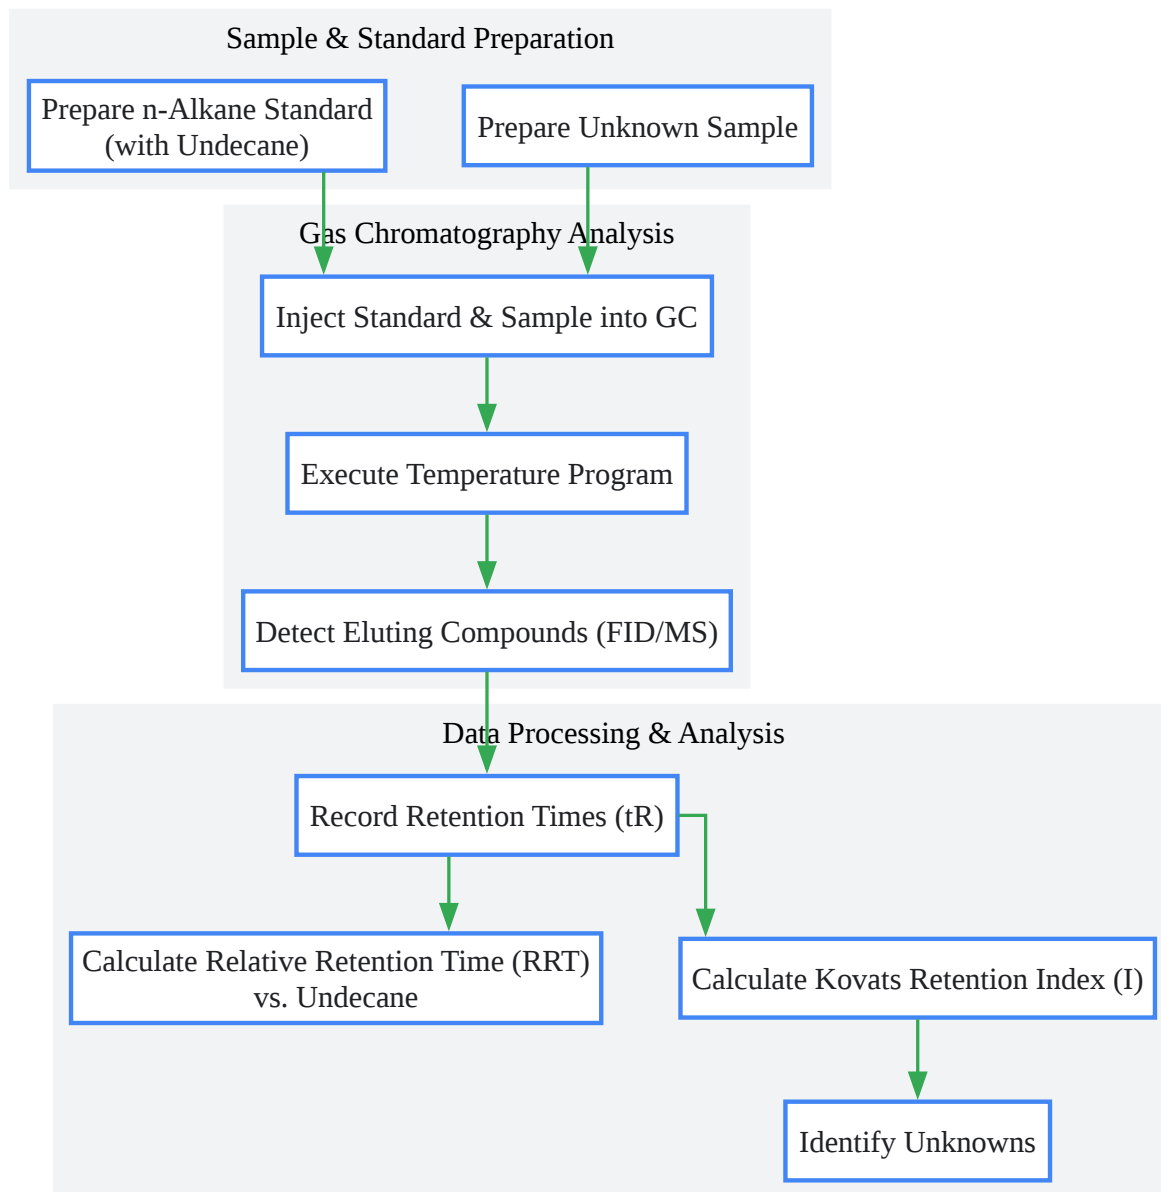 Sample & Standard Preparation
Prepare n-Alkane Standard
(with Undecane)
Prepare Unknown Sample
Gas Chromatography Analysis
Inject Standard & Sample into GC
Execute Temperature Program
Detect Eluting Compounds (FID/MS)
Data Processing & Analysis
Record Retention Times (tR)
Calculate Relative Retention Time (RRT)
vs. Undecane
Calculate Kovats Retention Index (I)
Identify Unknowns